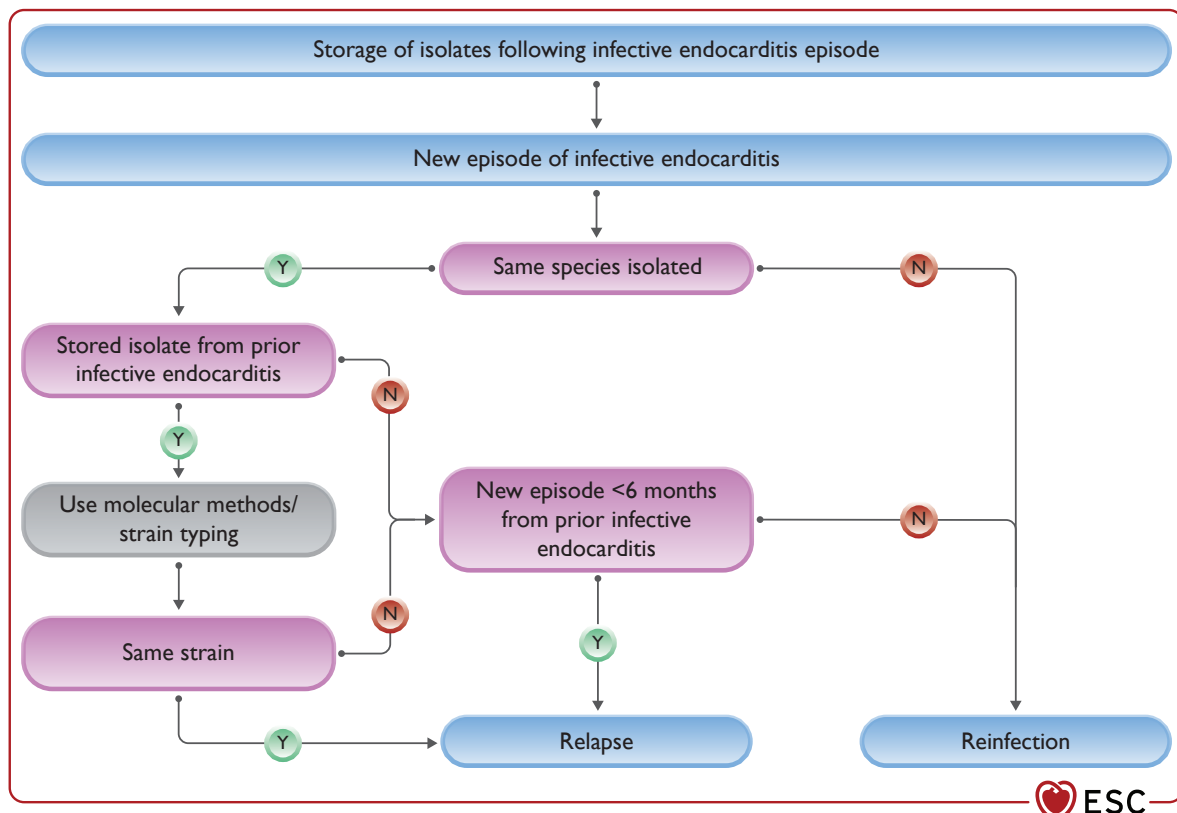 Storage of isolates following infective endocarditis episode
New episode of infective endocarditis
Y
Same species isolated
N
Stored isolate from prior
infective endocarditis
N
Y
Use molecular methods/
strain typing
New episode <6 months
from prior infective
endocarditis
N
N
Same strain
Y
Y
Relapse
Reinfection
ESC